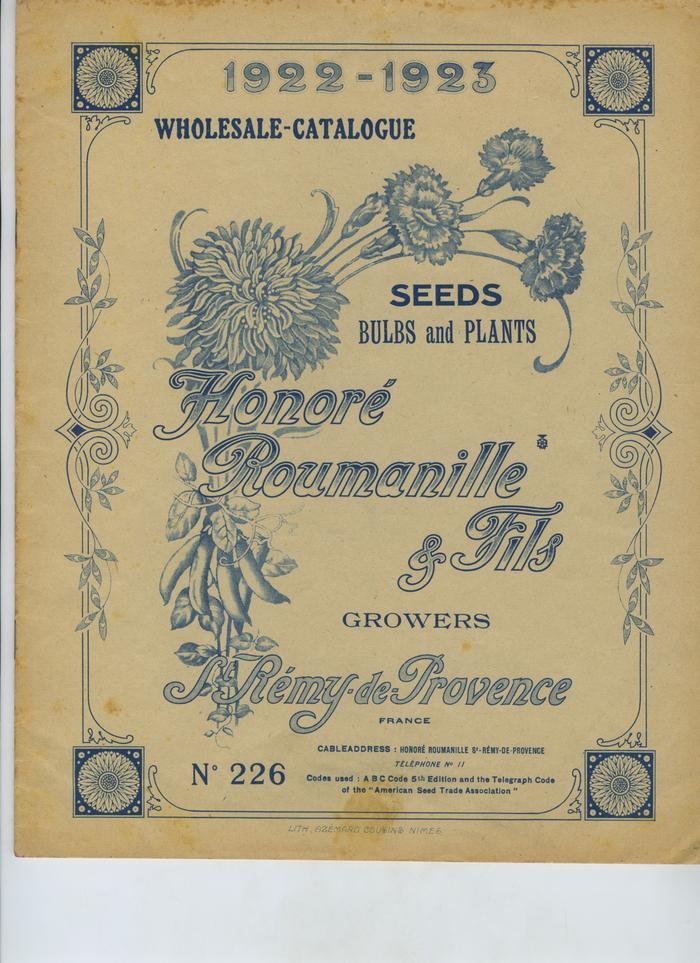 1922-1923
WHOLESALE-CATALOGUE
SEEDS
BULBS and PLANTS
Honoré
Roumanille
& Fils
GROWERS
St Rémy-de-Provence
FRANCE
CABLEADDRESS : HONORÉ ROUMANILLE St-RÉMY-DE-PROVENCE
TÉLÉPHONE No 11
N° 226
Codes used : A B C Code 5th Edition and the Telegraph Code
of the "American Seed Trade Association"
LITH. AZEMARD COUSINS NIMES